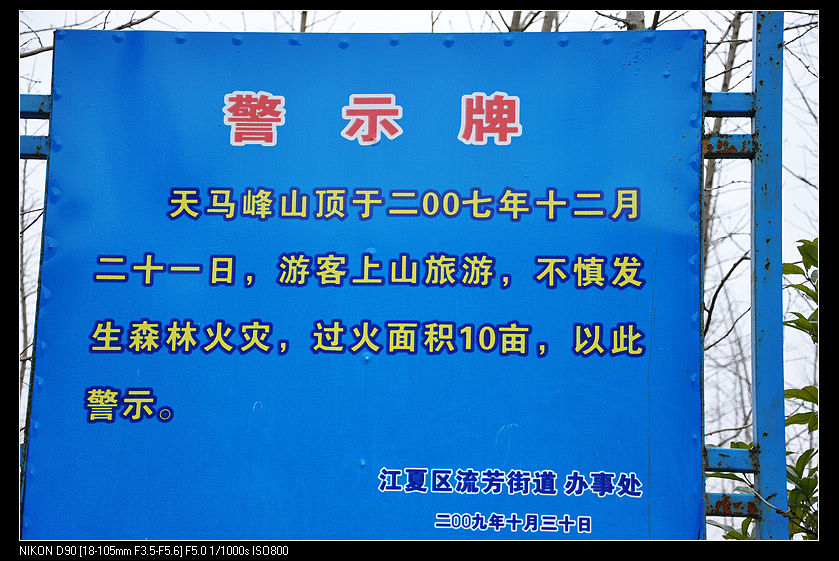 警示牌
天马峰山顶于二00七年十二月
二十一日，游客上山旅游，不慎发
生森林火灾，过火面积10亩，以此
警示。
江夏区流芳街道 办事处
二00九年十月三十日
NIKON D90 [18-105mm F3.5-F5.6] F5.0 1/1000s ISO800